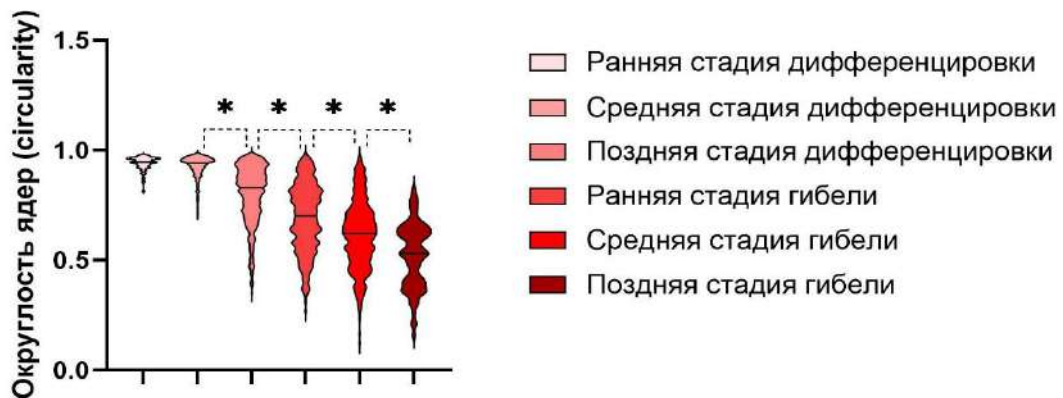 Округлость ядер (circularity)
1.5
1.0
0.5
0.0
* * * *
Ранняя стадия дифференцировки
Средняя стадия дифференцировки
Поздняя стадия дифференцировки
Ранняя стадия гибели
Средняя стадия гибели
Поздняя стадия гибели